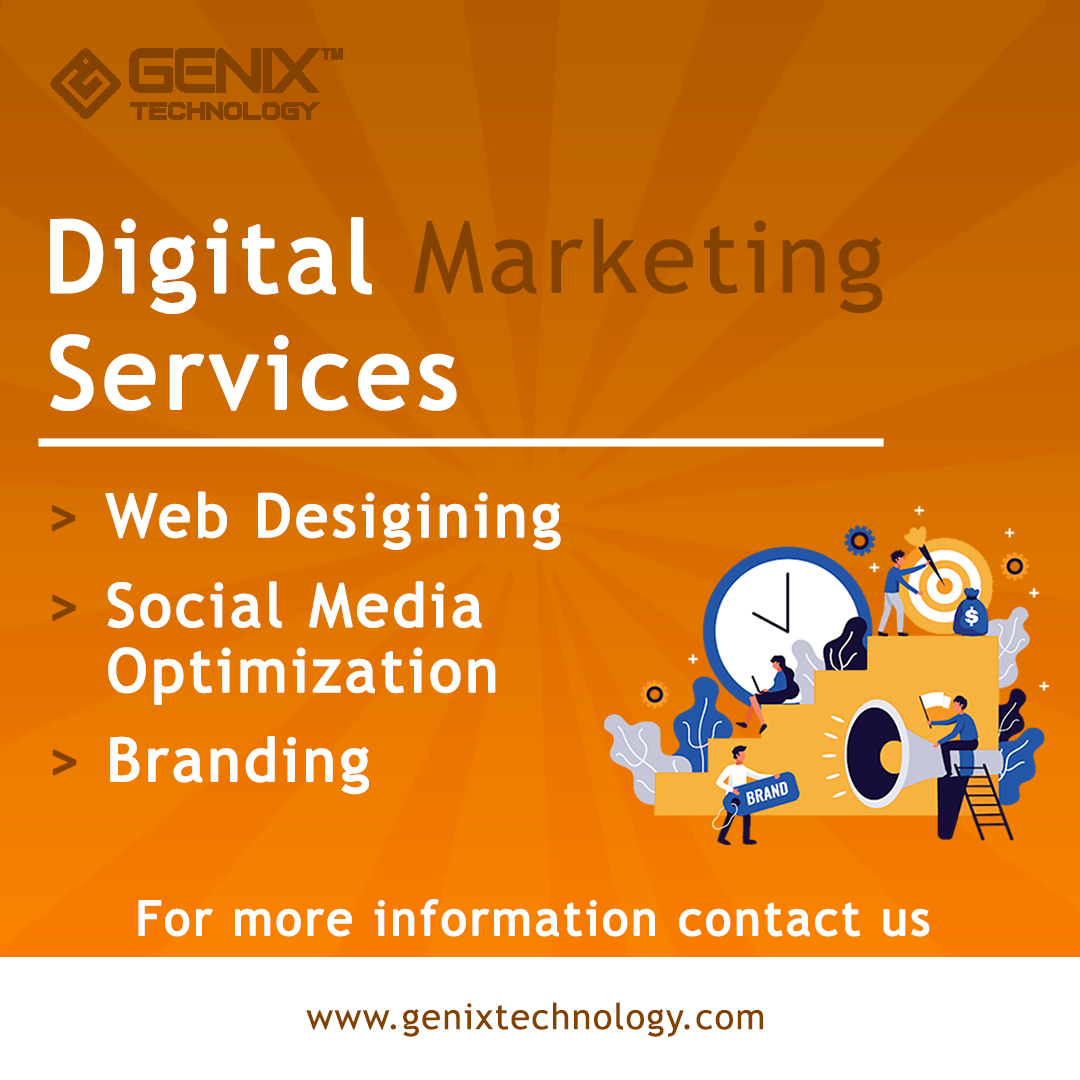 GENIX™
TECHNOLOGY
Digital Marketing
Services
> Web Desigining
> Social Media
Optimization
> Branding
$
BRAND
For more information contact us
www.genixtechnology.com